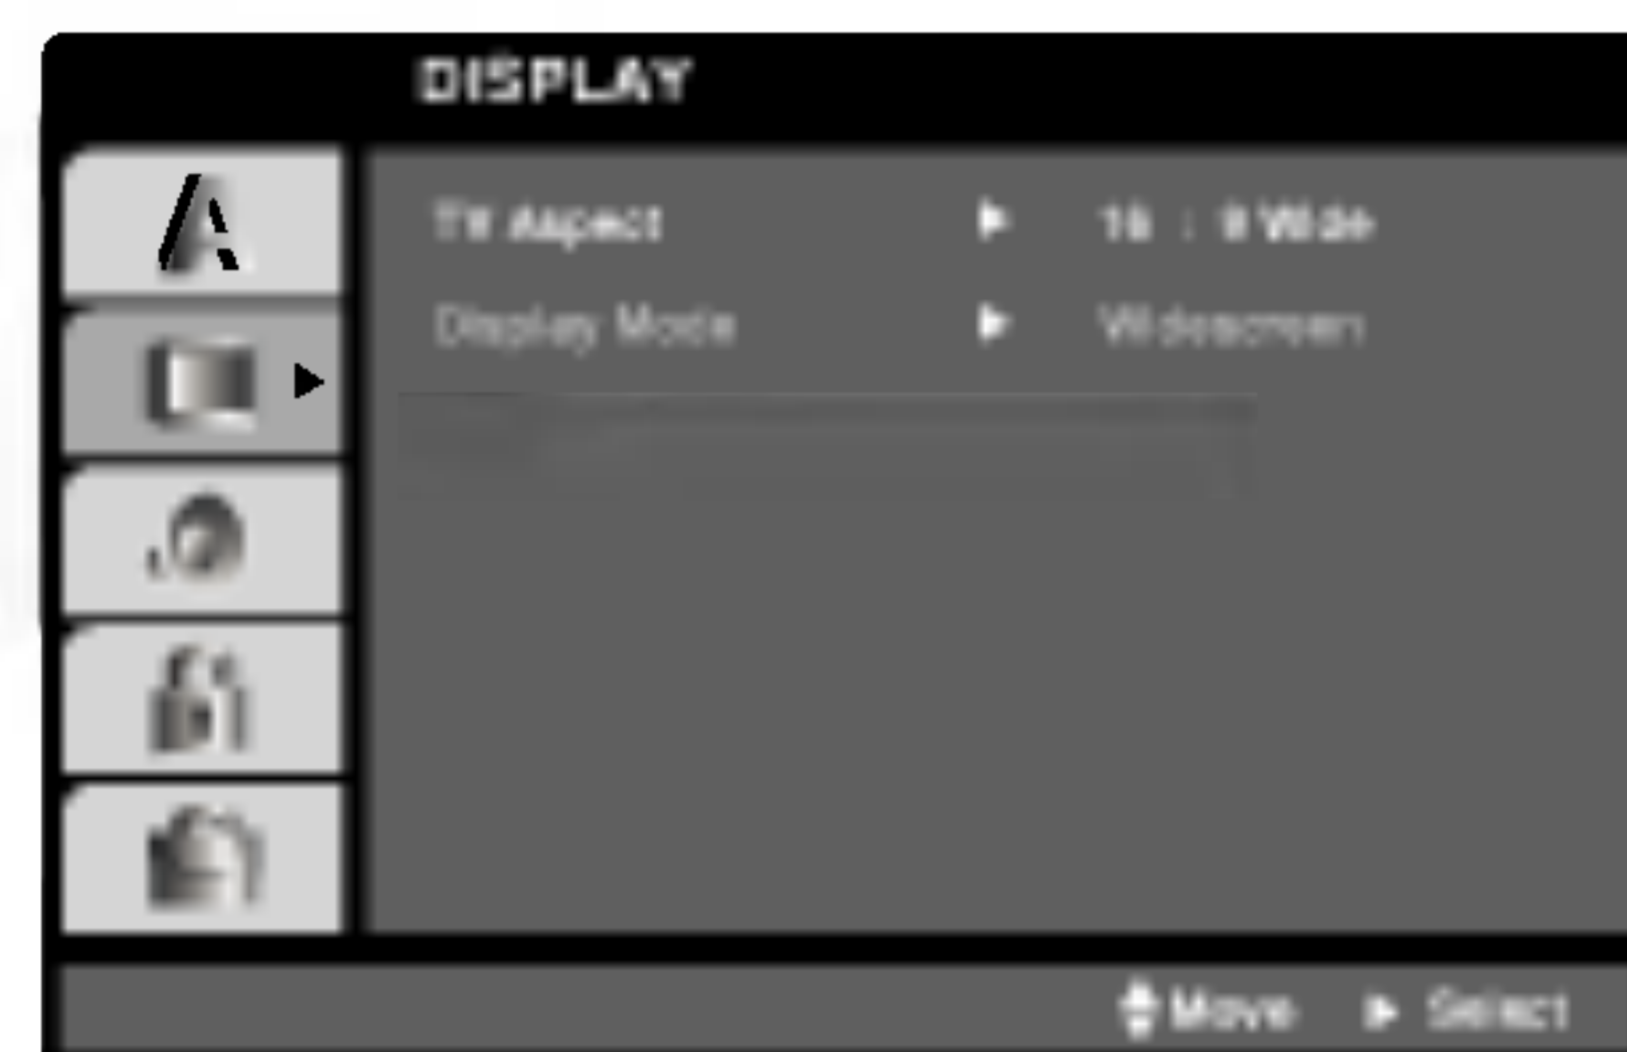 DISPLAY
TV Aspect ▶ 16 : 9 Wide
Display Mode ▶ Widescreen
Move ▶ Select